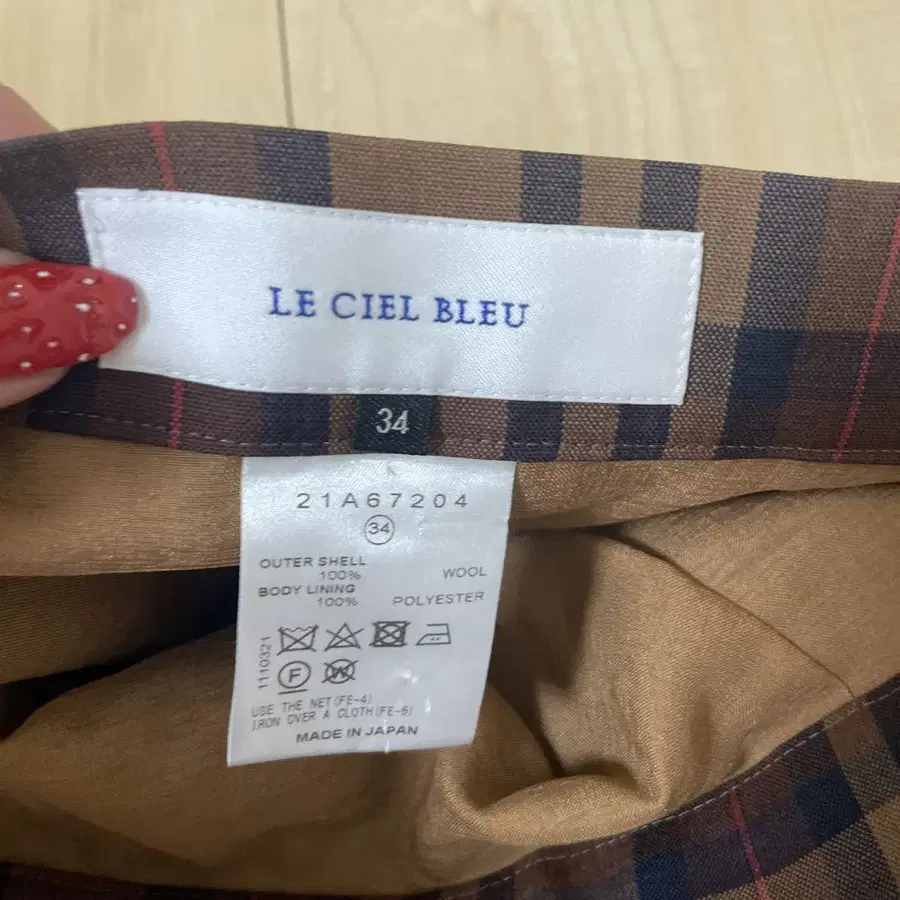 LE CIEL BLEU
34
21A67204
34
OUTER SHELL
100% WOOL
BODY LINING
100% POLYESTER
1110321
F
W
USE THE NET(FE-4)
IRON OVER A CLOTH(FE-6)
MADE IN JAPAN